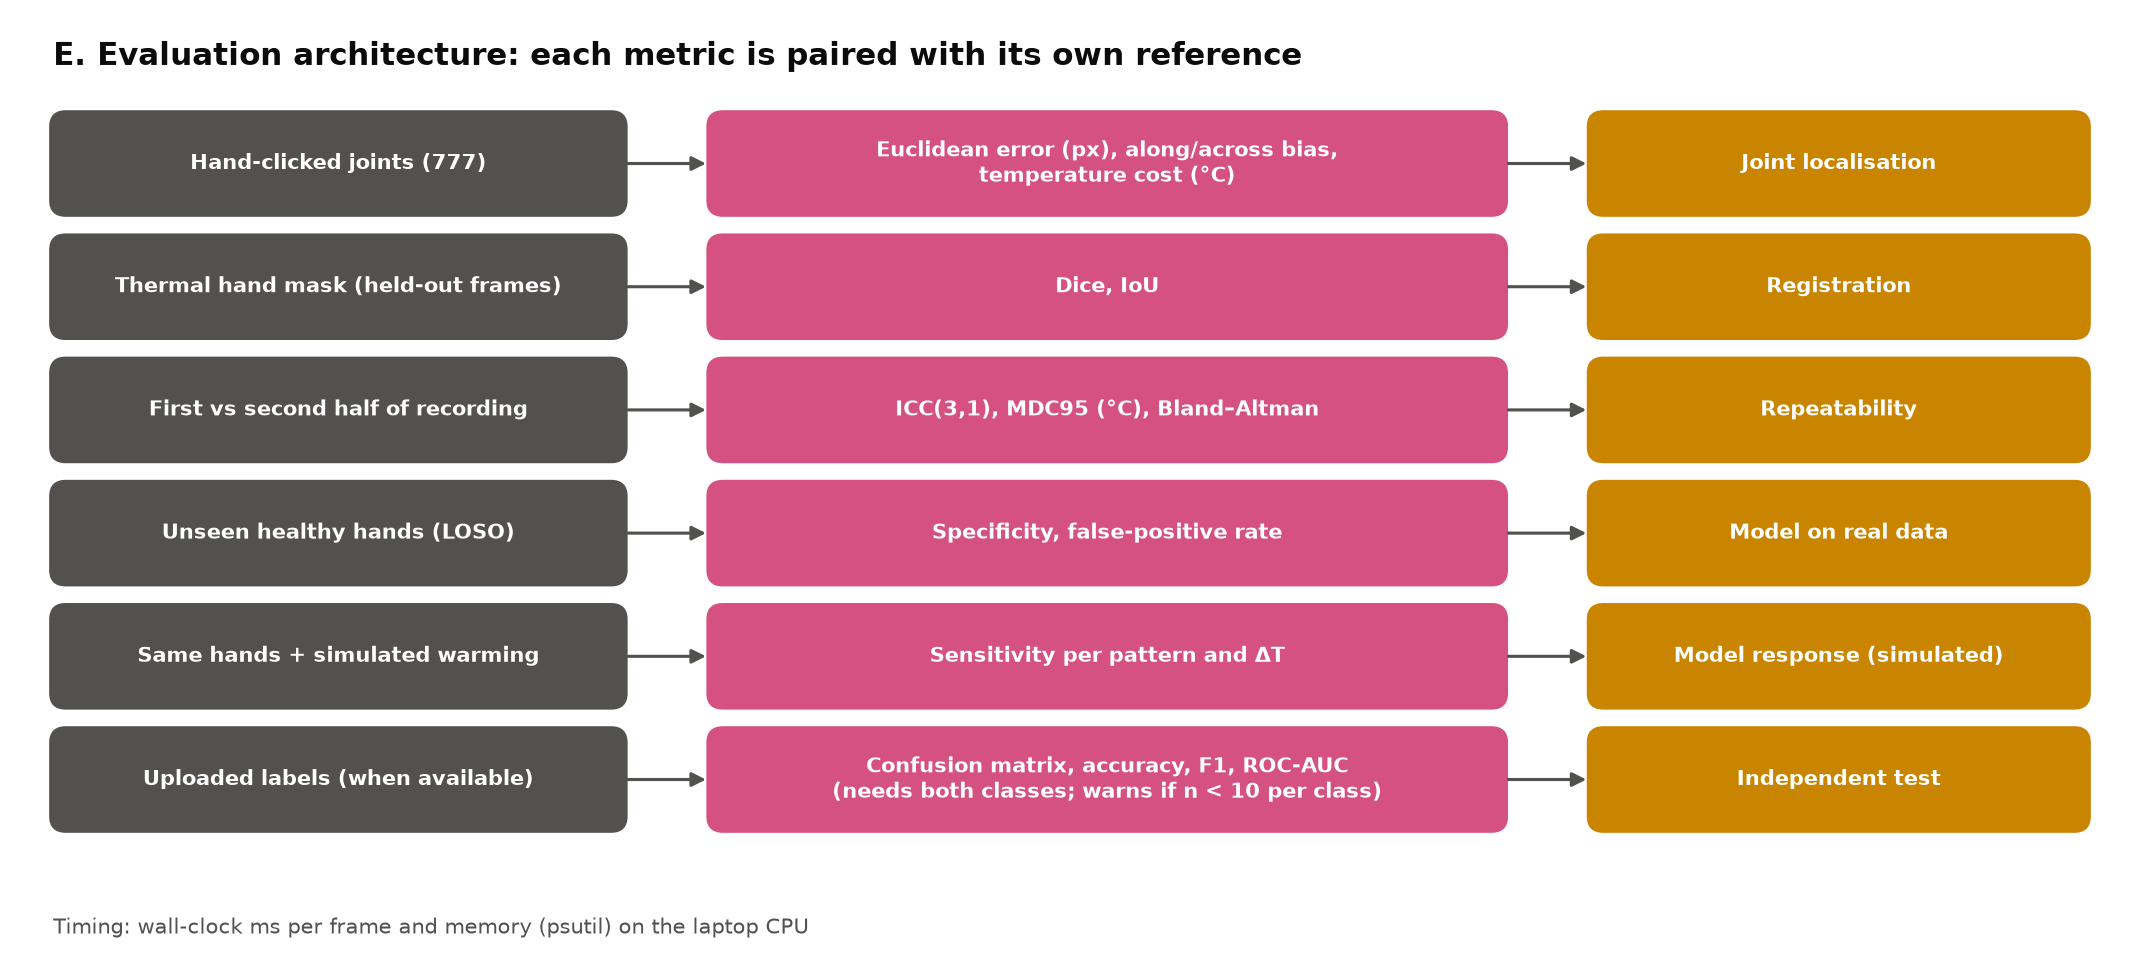 E. Evaluation architecture: each metric is paired with its own reference
Hand-clicked joints (777)
Euclidean error (px), along/across bias,
temperature cost (°C)
Joint localisation
Thermal hand mask (held-out frames)
Dice, IoU
Registration
First vs second half of recording
ICC(3,1), MDC95 (°C), Bland–Altman
Repeatability
Unseen healthy hands (LOSO)
Specificity, false-positive rate
Model on real data
Same hands + simulated warming
Sensitivity per pattern and ΔT
Model response (simulated)
Uploaded labels (when available)
Confusion matrix, accuracy, F1, ROC-AUC
(needs both classes; warns if n < 10 per class)
Independent test
Timing: wall-clock ms per frame and memory (psutil) on the laptop CPU